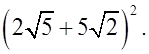 (2√5 + 5√2)².